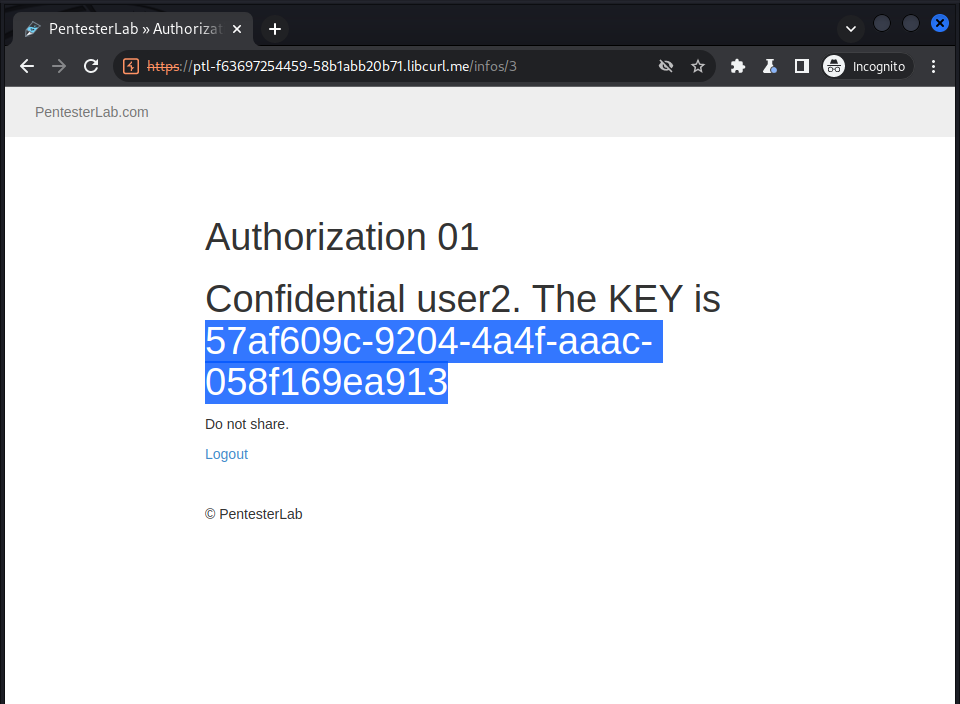 PentesterLab » Authorizat
https://ptl-f63697254459-58b1abb20b71.libcurl.me/infos/3
Incognito
PentesterLab.com
Authorization 01
Confidential user2. The KEY is
57af609c-9204-4a4f-aaac-
058f169ea913
Do not share.
Logout
© PentesterLab